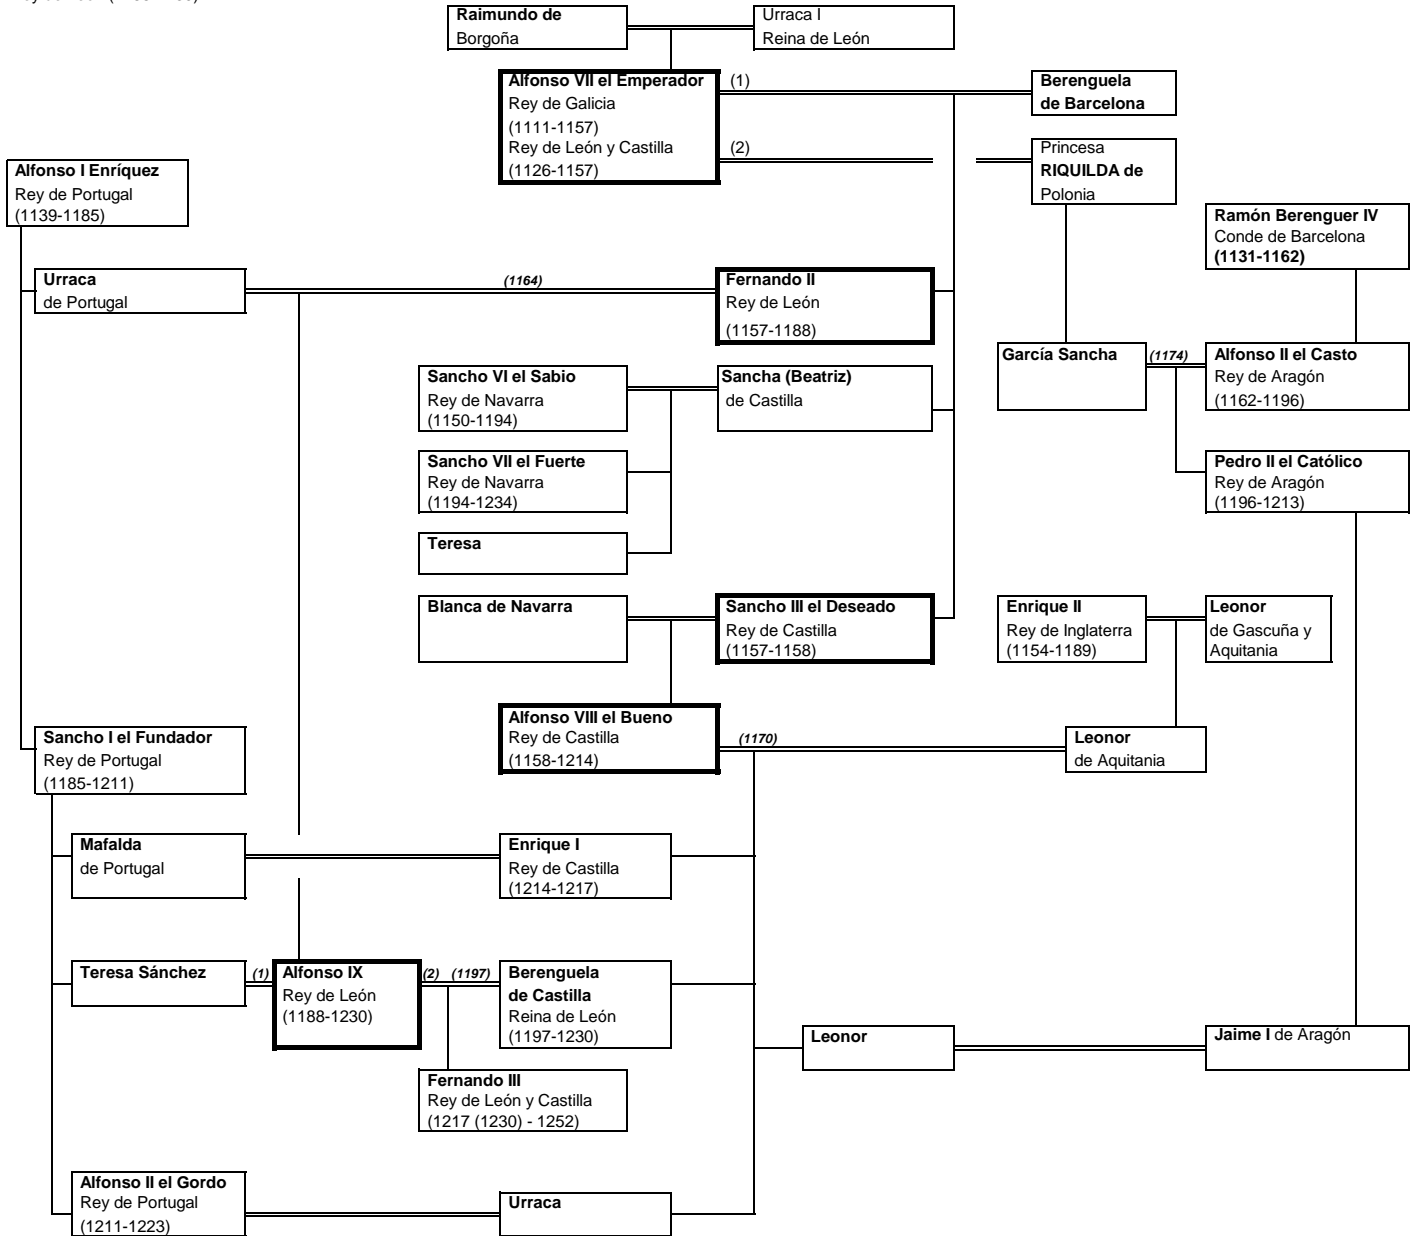 Raimundo de
Borgoña
Urraca I
Reina de León
Alfonso VII el Emperador
Rey de Galicia
(1111-1157)
Rey de León y Castilla
(1126-1157)
(1)
(2)
Berenguela
de Barcelona
Princesa
RIQUILDA de
Polonia
Alfonso I Enríquez
Rey de Portugal
(1139-1185)
Ramón Berenguer IV
Conde de Barcelona
(1131-1162)
Urraca
de Portugal
(1164)
Fernando II
Rey de León
(1157-1188)
García Sancha
(1174)
Alfonso II el Casto
Rey de Aragón
(1162-1196)
Sancho VI el Sabio
Rey de Navarra
(1150-1194)
Sancha (Beatriz)
de Castilla
Sancho VII el Fuerte
Rey de Navarra
(1194-1234)
Pedro II el Católico
Rey de Aragón
(1196-1213)
Teresa
Blanca de Navarra
Sancho III el Deseado
Rey de Castilla
(1157-1158)
Enrique II
Rey de Inglaterra
(1154-1189)
Leonor
de Gascuña y
Aquitania
Alfonso VIII el Bueno
Rey de Castilla
(1158-1214)
(1170)
Leonor
de Aquitania
Sancho I el Fundador
Rey de Portugal
(1185-1211)
Mafalda
de Portugal
Enrique I
Rey de Castilla
(1214-1217)
Teresa Sánchez
(1)
Alfonso IX
Rey de León
(1188-1230)
(2) (1197)
Berenguela
de Castilla
Reina de León
(1197-1230)
Leonor
Jaime I de Aragón
Fernando III
Rey de León y Castilla
(1217 (1230) - 1252)
Alfonso II el Gordo
Rey de Portugal
(1211-1223)
Urraca